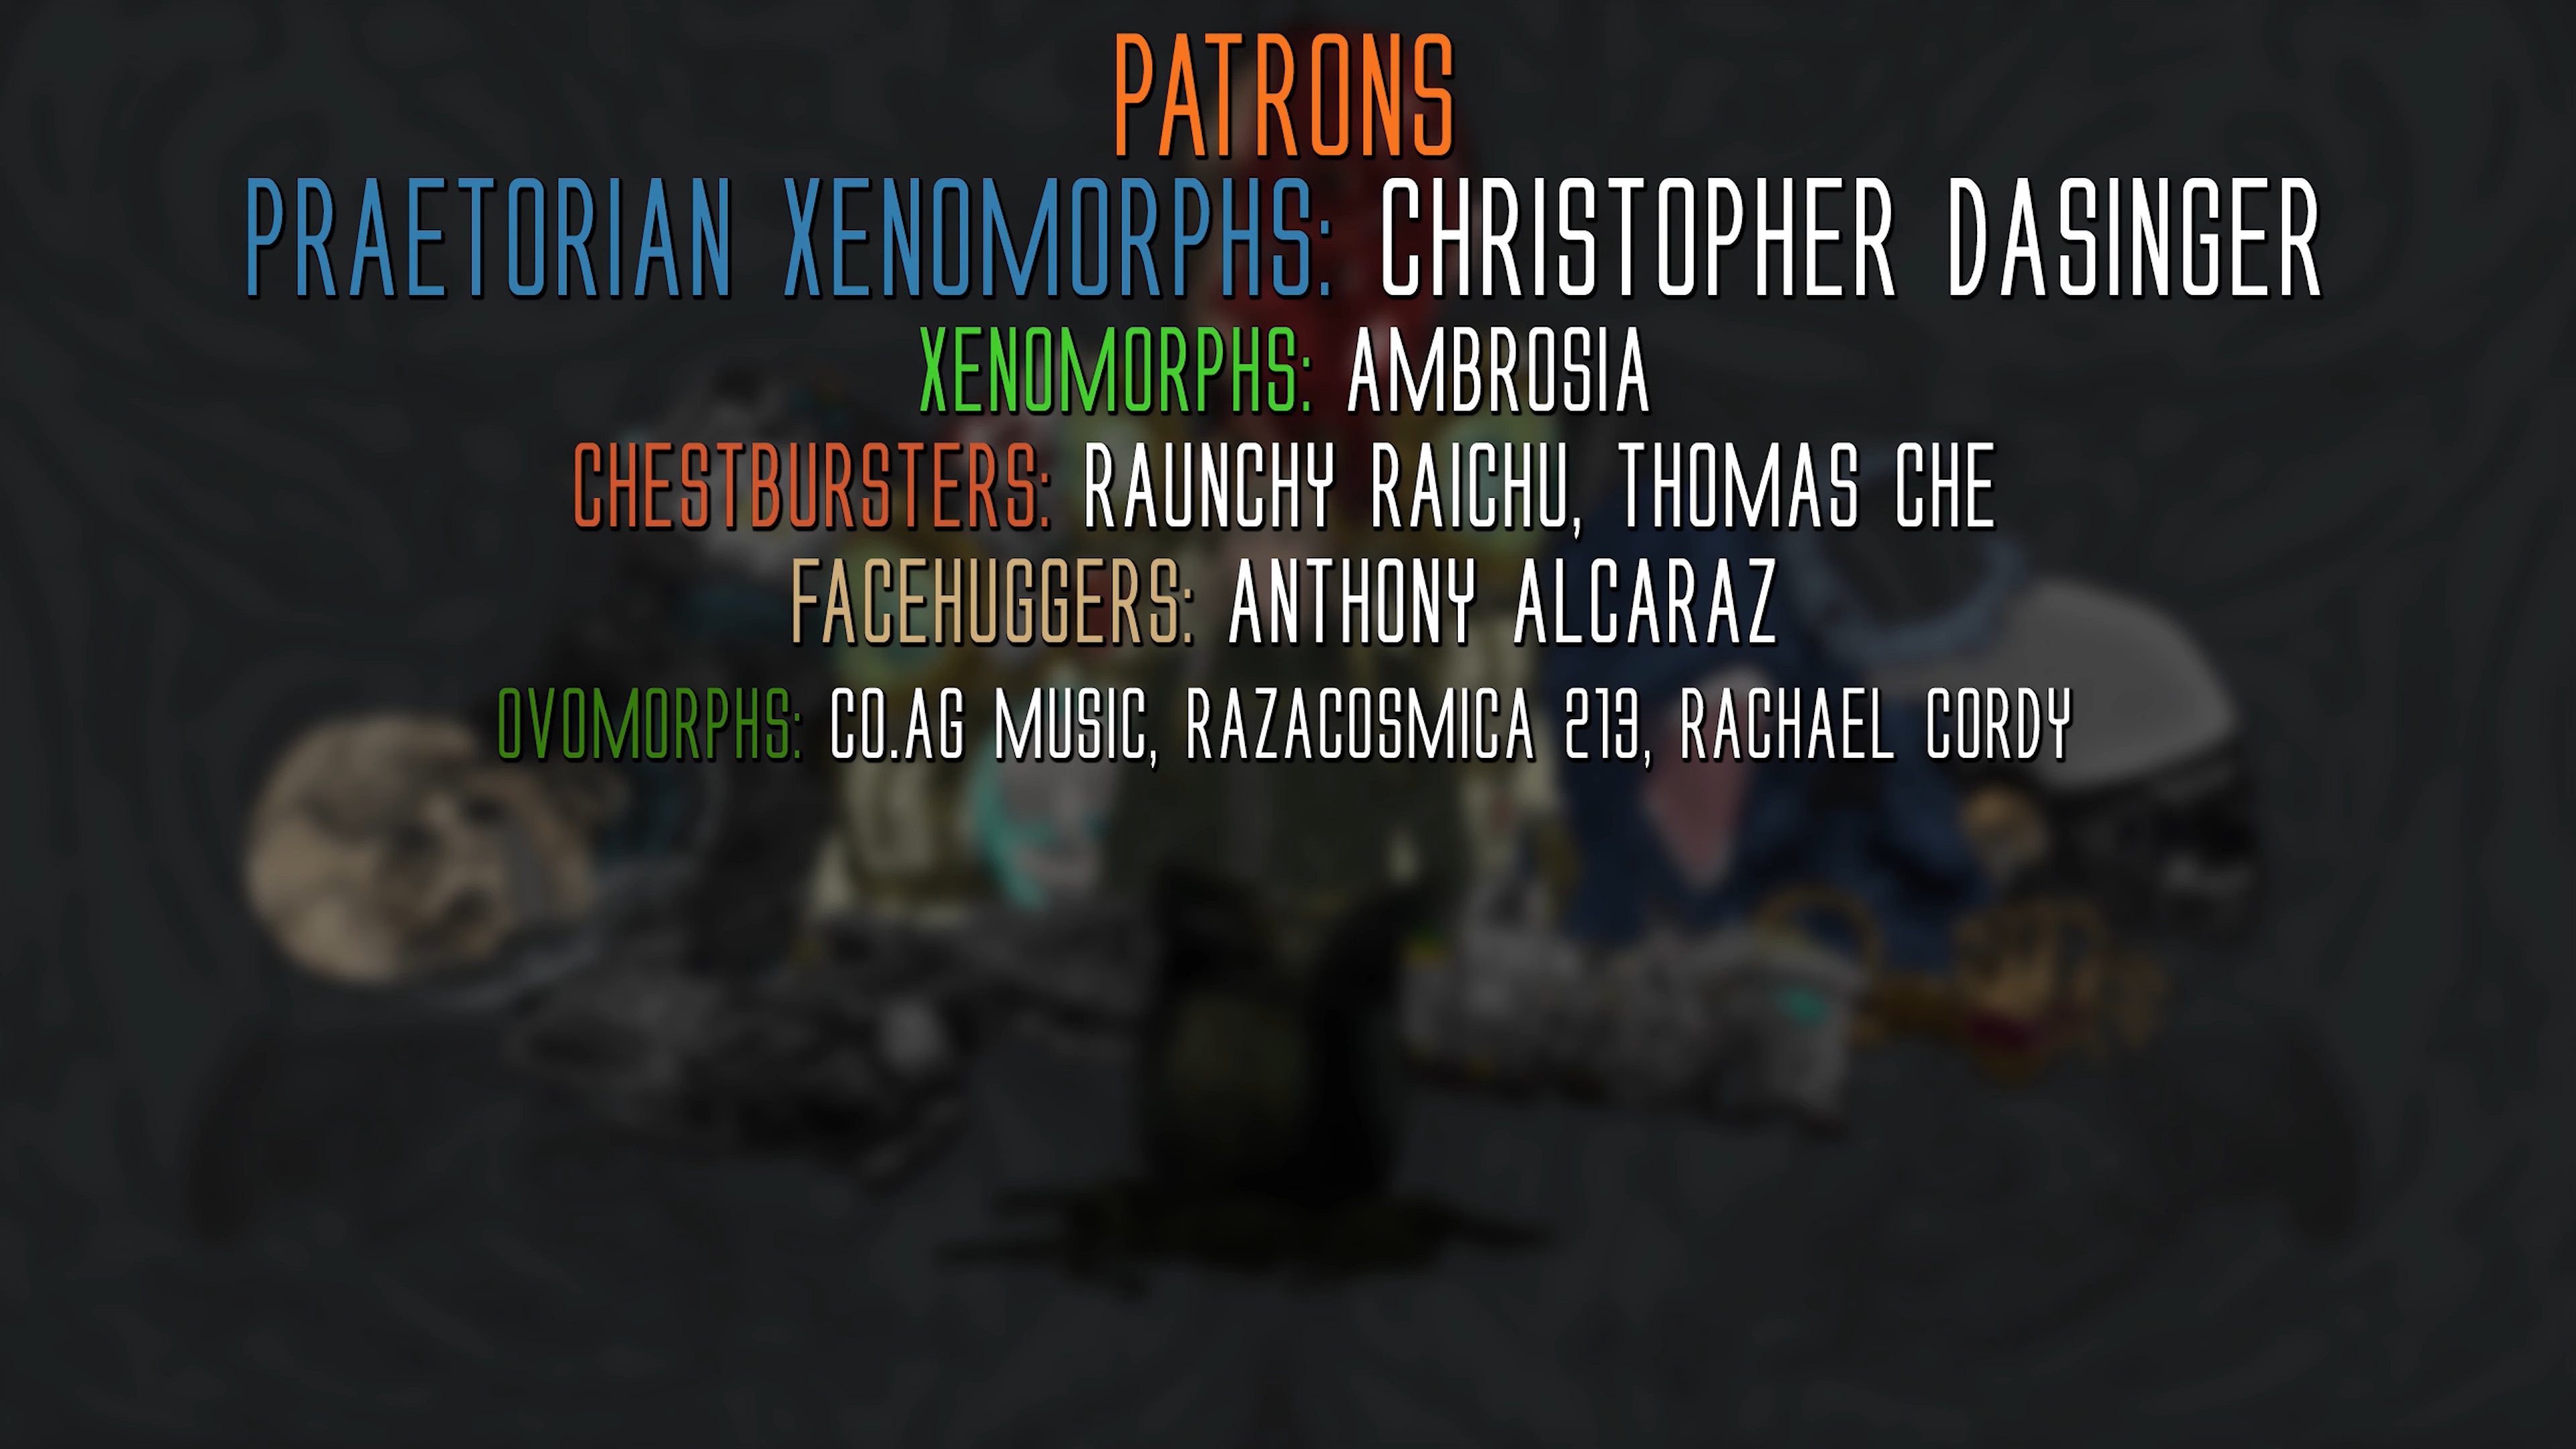 PATRONS
PRAETORIAN XENOMORPHS: CHRISTOPHER DASINGER
XENOMORPHS: AMBROSIA
CHESTBURSTERS: RAUNCHY RAICHU, THOMAS CHE
FACEHUGGERS: ANTHONY ALCARAZ
OVOMORPHS: CO.AG MUSIC, RAZACOSMICA 213, RACHAEL CORDY